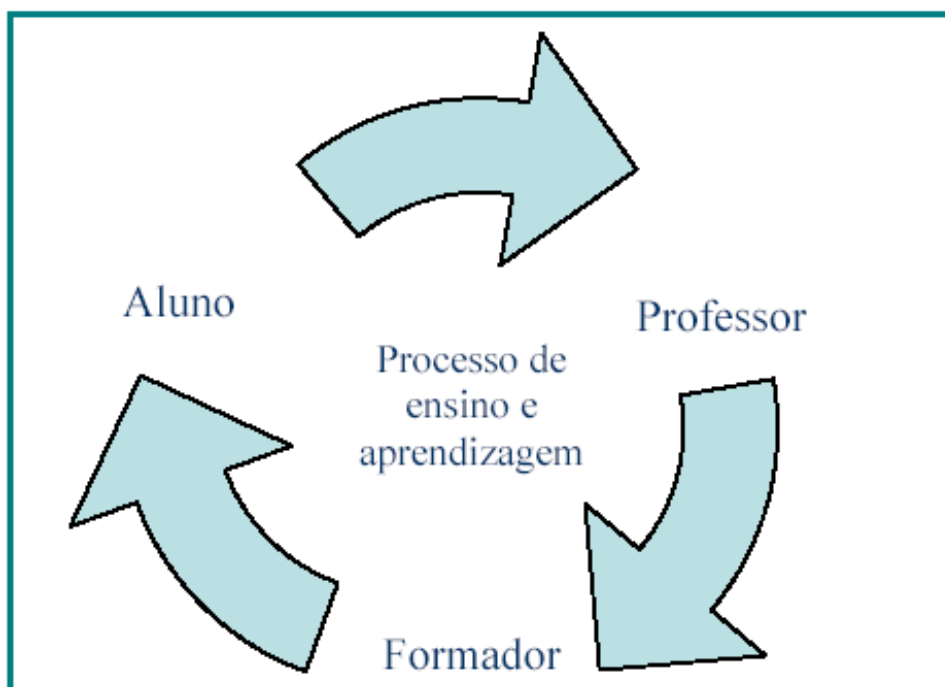 Aluno
Professor
Processo de
ensino e
aprendizagem
Formador